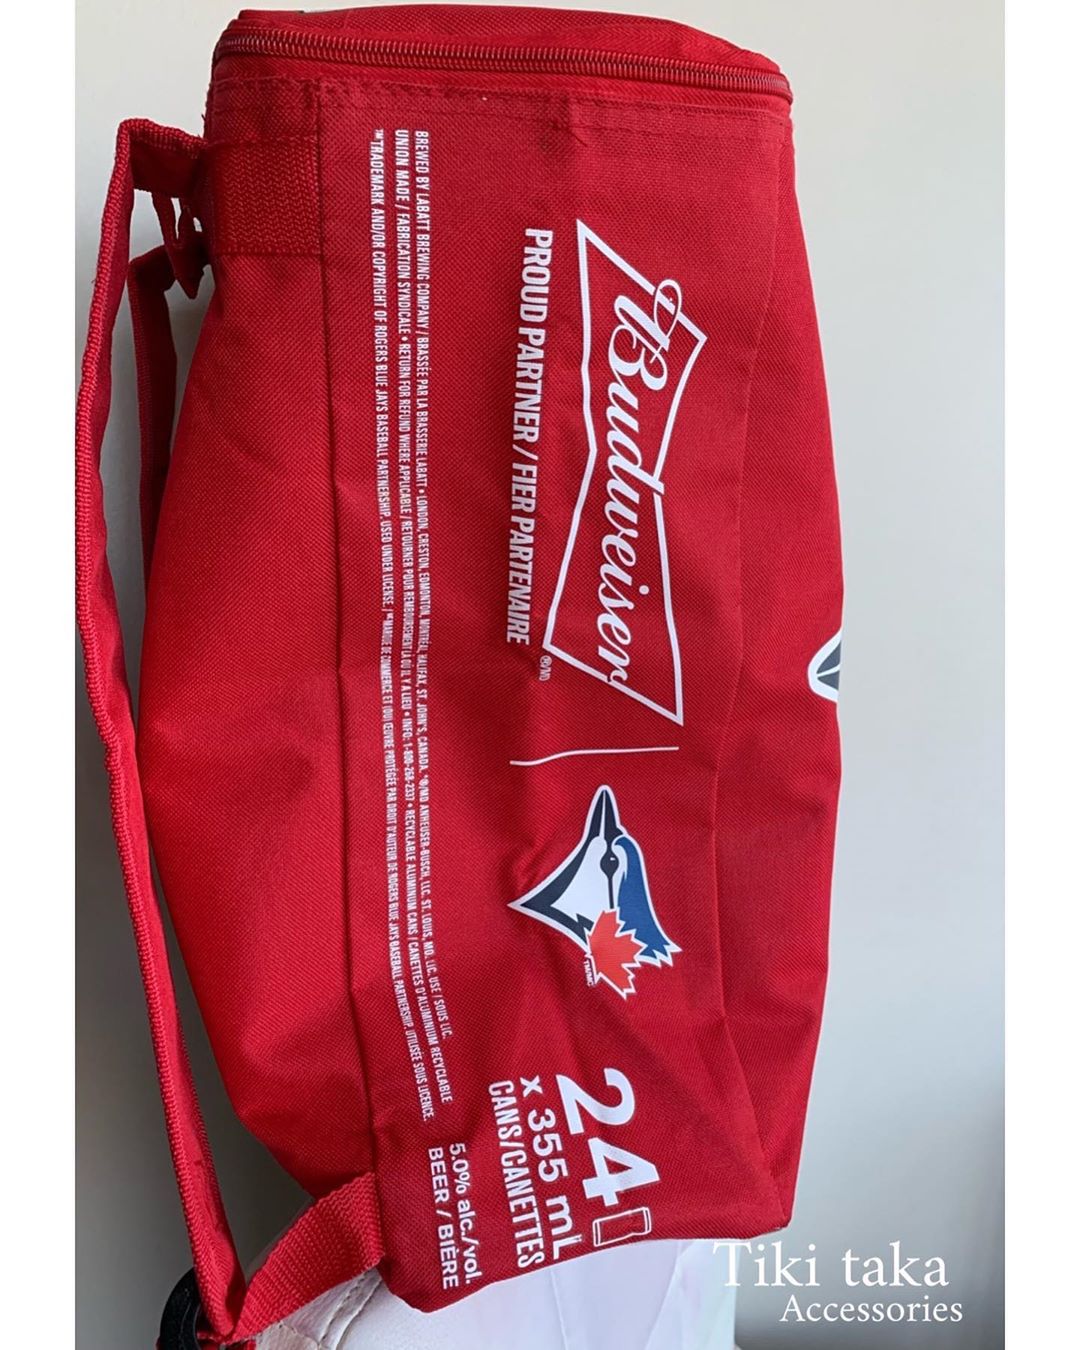 Budweiser
PROUD PARTNER / FIER PARTENAIRE
®/MD
TM/MC
24
x 355 mL
CANS/CANETTES
5.0% alc./vol.
BEER / BIÈRE
BREWED BY LABATT BREWING COMPANY / BRASSÉE PAR LA BRASSERIE LABATT • LONDON, CRESTON, EDMONTON, MONTRÉAL, HALIFAX, ST. JOHN'S, CANADA. ®/MD ANHEUSER-BUSCH, LLC, ST. LOUIS, MO. LIC. USE / SOUS LIC.
UNION MADE / FABRICATION SYNDICALE • RETURN FOR REFUND WHERE APPLICABLE / RETOURNER POUR REMBOURSEMENT LÀ OÙ IL Y A LIEU • INFO: 1-800-268-2337 • RECYCLABLE ALUMINUM CANS / CANETTES D'ALUMINIUM RECYCLABLE
™TRADEMARK AND/OR COPYRIGHT OF ROGERS BLUE JAYS BASEBALL PARTNERSHIP, USED UNDER LICENSE. / MARQUE DE COMMERCE ET (OU) ŒUVRE PROTÉGÉE PAR DROIT D'AUTEUR DE ROGERS BLUE JAYS BASEBALL PARTNERSHIP, UTILISÉE SOUS LICENCE.
Tiki taka
Accessories